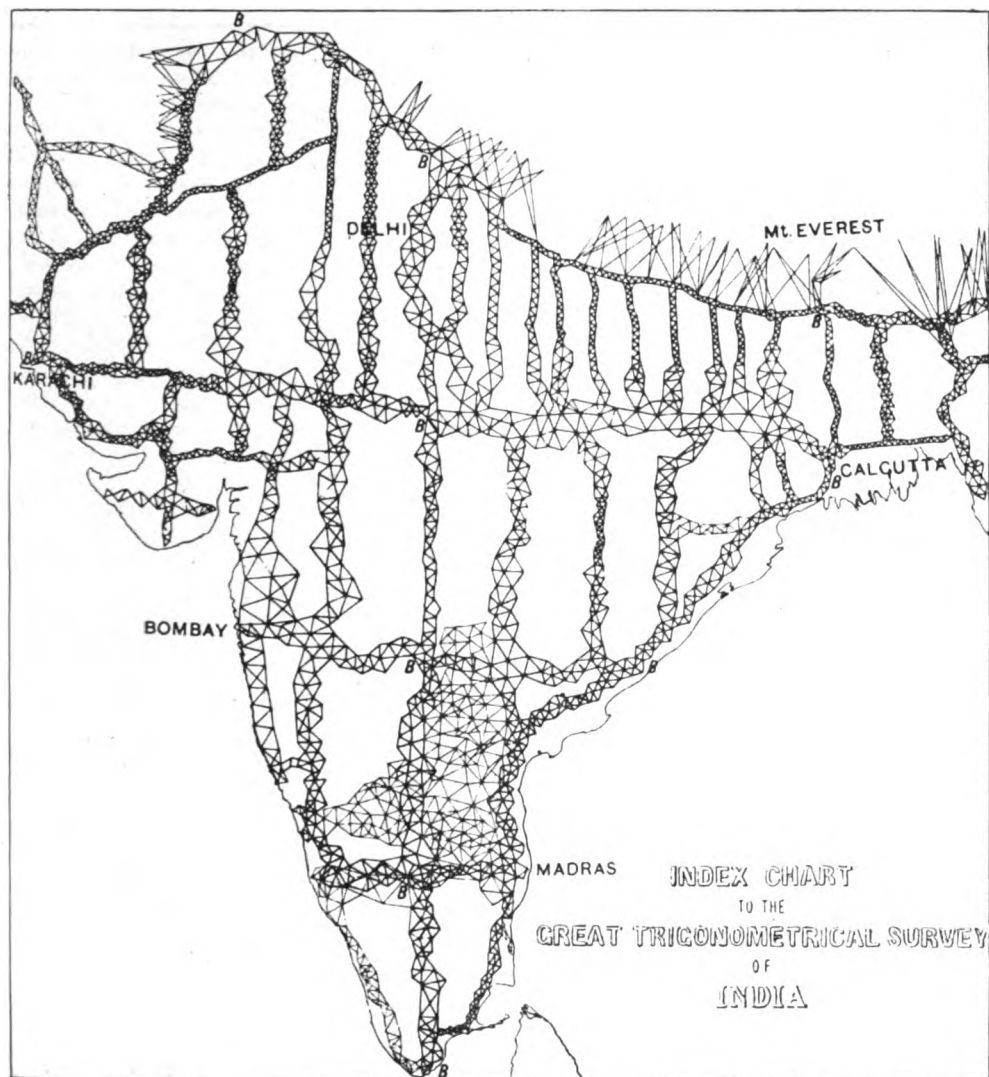 B
B
DELHI
Mt. EVEREST
B
B
KARACHI
B
CALCUTTA
B
BOMBAY
B
B
MADRAS
B
INDEX CHART
TO THE
GREAT TRIGONOMETRICAL SURVEY
OF
INDIA
B